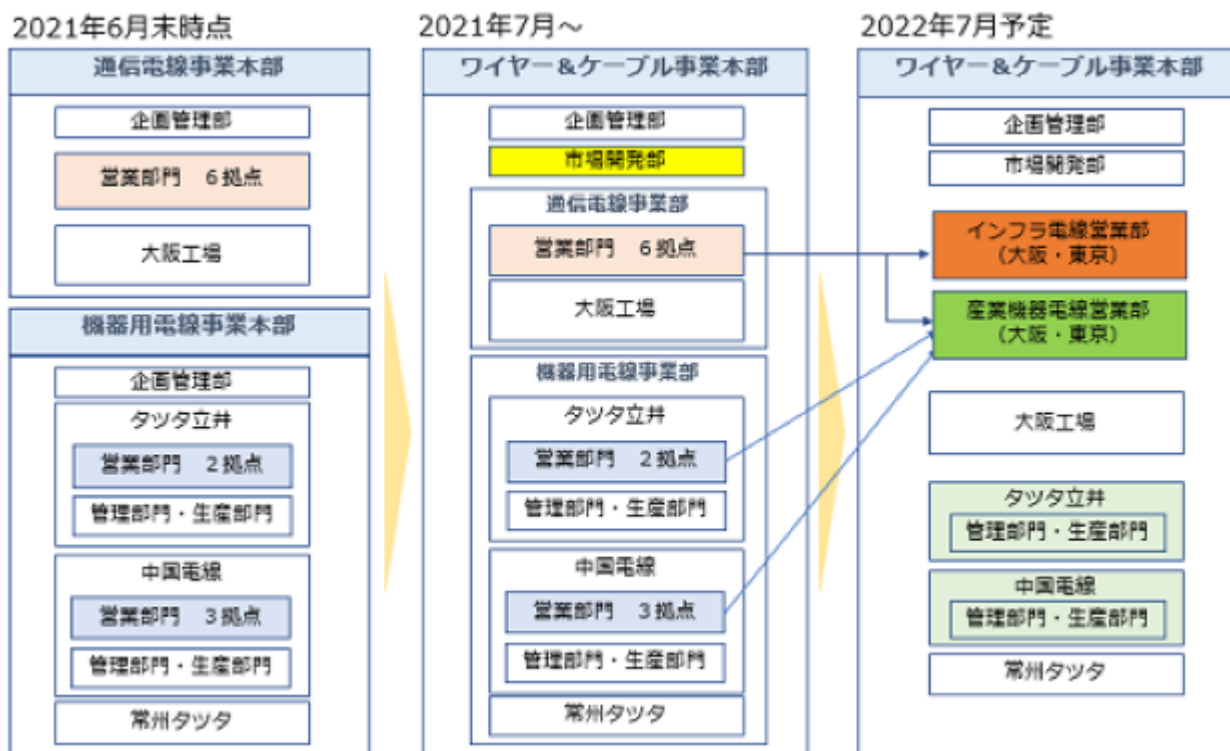 2021年6月末時点
通信電線事業本部
企画管理部
営業部門 6拠点
大阪工場
機器用電線事業本部
企画管理部
タツタ立井
営業部門 2拠点
管理部門・生産部門
中国電線
営業部門 3拠点
管理部門・生産部門
常州タツタ
2021年7月~
ワイヤー&ケーブル事業本部
企画管理部
市場開発部
通信電線事業部
営業部門 6拠点
大阪工場
機器用電線事業部
タツタ立井
営業部門 2拠点
管理部門・生産部門
中国電線
営業部門 3拠点
管理部門・生産部門
常州タツタ
2022年7月予定
ワイヤー&ケーブル事業本部
企画管理部
市場開発部
インフラ電線営業部
(大阪・東京)
産業機器電線営業部
(大阪・東京)
大阪工場
タツタ立井
管理部門・生産部門
中国電線
管理部門・生産部門
常州タツタ